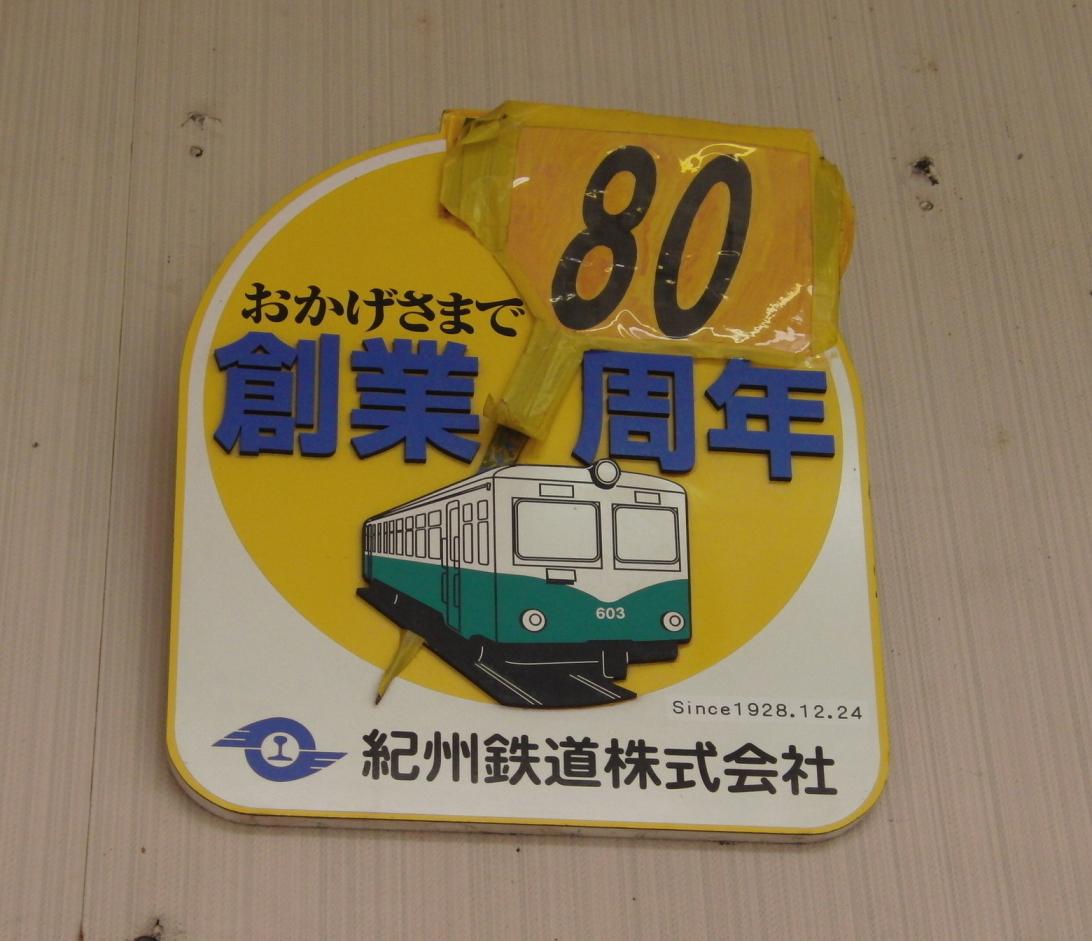 80
おかげさまで
創業 周年
603
Since1928.12.24
紀州鉄道株式会社